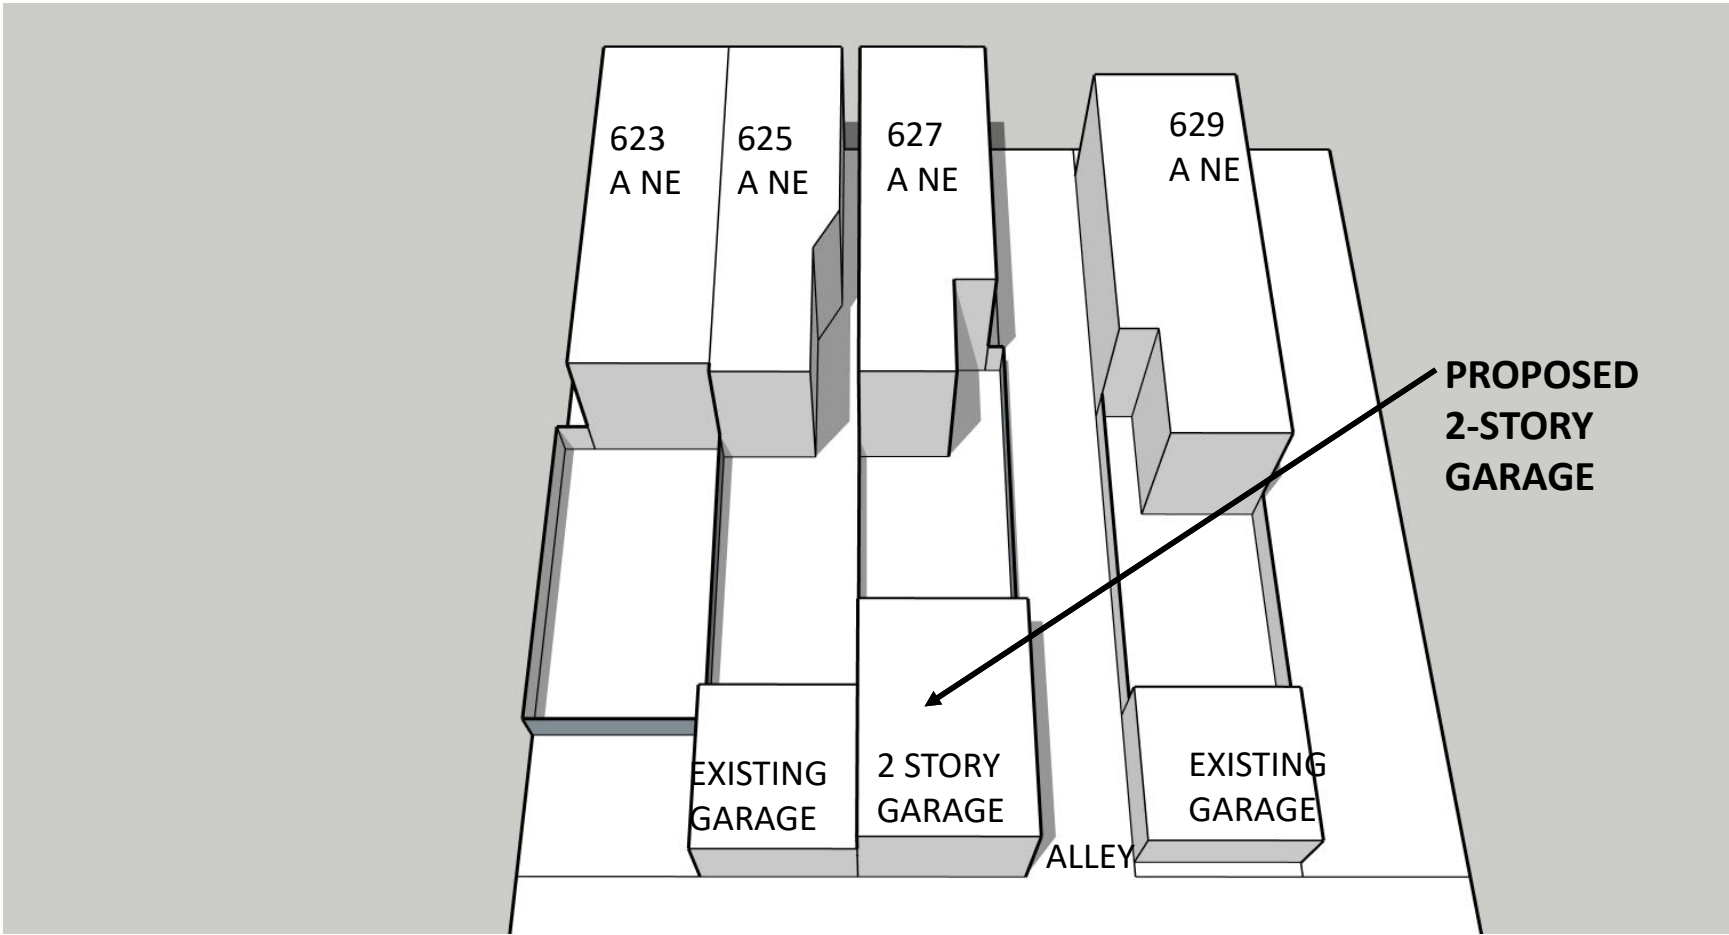 623
A NE
625
A NE
627
A NE
629
A NE
PROPOSED
2-STORY
GARAGE
EXISTING
GARAGE
2 STORY
GARAGE
EXISTING
GARAGE
ALLEY